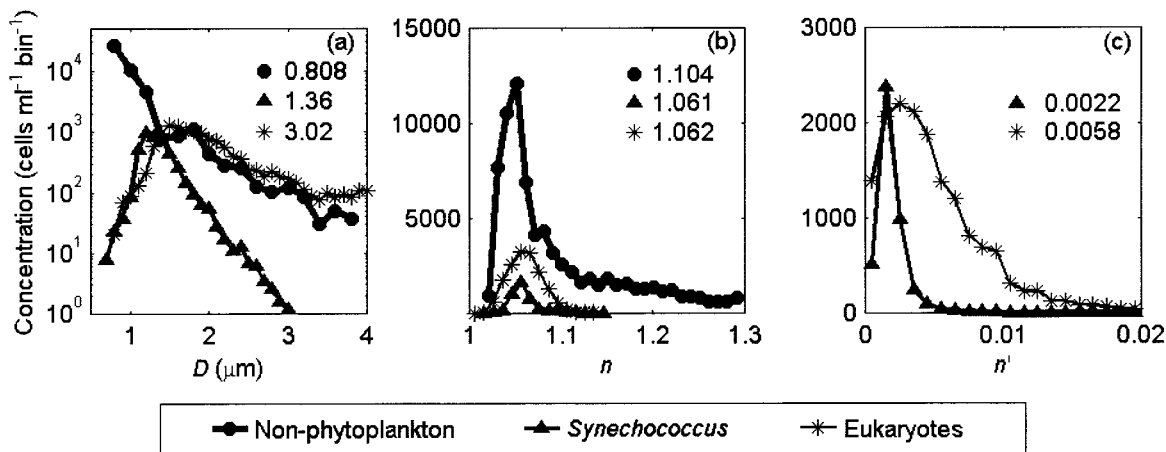 Concentration (cells ml⁻¹ bin⁻¹)
(a)
0.808
1.36
3.02
10⁴
10³
10²
10¹
10⁰
1 2 3 4
D (μm)
(b)
1.104
1.061
1.062
15000
10000
5000
0
1 1.1 1.2 1.3
n
(c)
0.0022
0.0058
3000
2000
1000
0
0 0.01 0.02
n'
Non-phytoplankton Synechococcus Eukaryotes